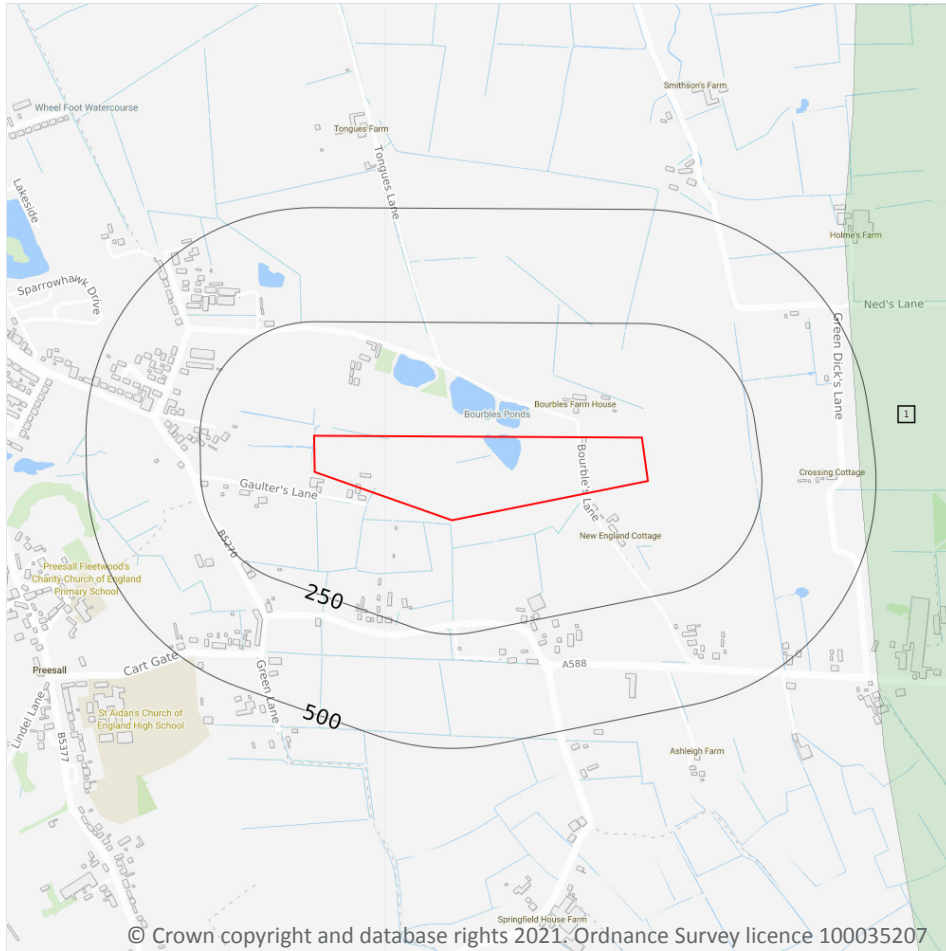 Smithson's Farm
Wheel Foot Watercourse
Tongues Farm
Tongues Lane
Lakeside
Holme's Farm
Sparrowhawk Drive
Ned's Lane
Green Dick's Lane
Bourbles Farm House
Bourbles Ponds
1
Crossing Cottage
Gaulter's Lane
Bourble's Lane
B5270
New England Cottage
Preesall Fleetwood's
Charity Church of England
Primary School
250
Cart Gate
A588
Preesall
Green Lane
Lindel Lane
St Aidan's Church of
England High School
500
B5377
Ashleigh Farm
Springfield House Farm
© Crown copyright and database rights 2021. Ordnance Survey licence 100035207